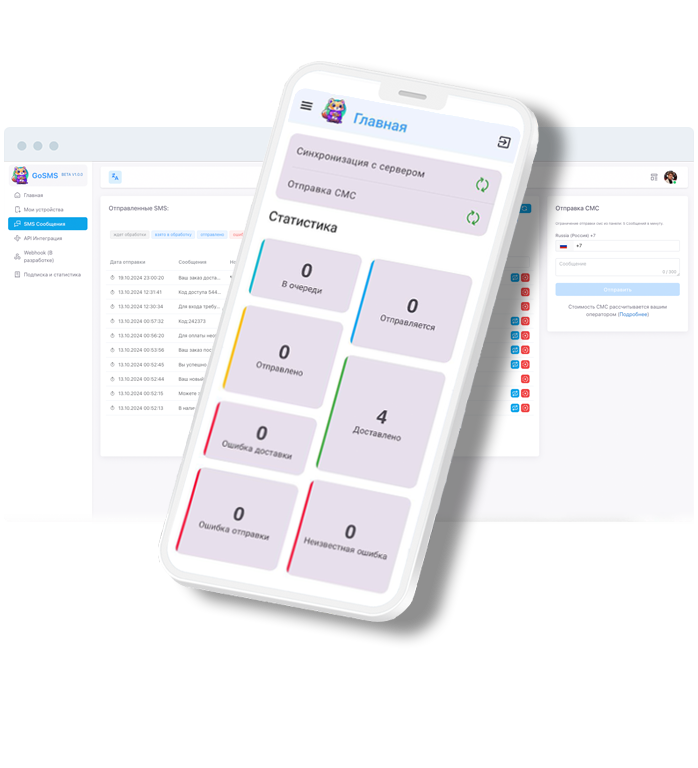 Главная
Синхронизация с сервером
Отправка СМС
Статистика
0
В очереди
0
Отправляется
0
Отправлено
4
Доставлено
0
Ошибка доставки
0
Ошибка отправки
0
Неизвестная ошибка
GoSMS BETA V1.0.0
Главная
Мои устройства
SMS Сообщения
API Интеграция
Webhook (В
разработке)
Подписка и статистика
Отправленные SMS:
ждет обработки взято в обработку отправлено
Дата отправки Сообщение
18.10.2024 23:00:20 Ваш заказ доста...
13.10.2024 12:31:41 Код доступа 544...
13.10.2024 12:30:34 Для входа требу...
13.10.2024 00:57:32 Код:242373
13.10.2024 00:56:20 Для оплаты
13.10.2024 00:53:56 Ваш заказ
13.10.2024 00:52:45 Вы успешно
13.10.2024 00:52:44 Ваш
13.10.2024 00:52:15 Можете
13.10.2024 00:52:13 В
Отправка СМС
Ограничение отправки смс из панели: 5 Сообщений в минуту
Russia (Россия) +7
+7
Сообщение
0 / 320
Отправить
Стоимость СМС рассчитывается вашим
оператором (Подробнее)